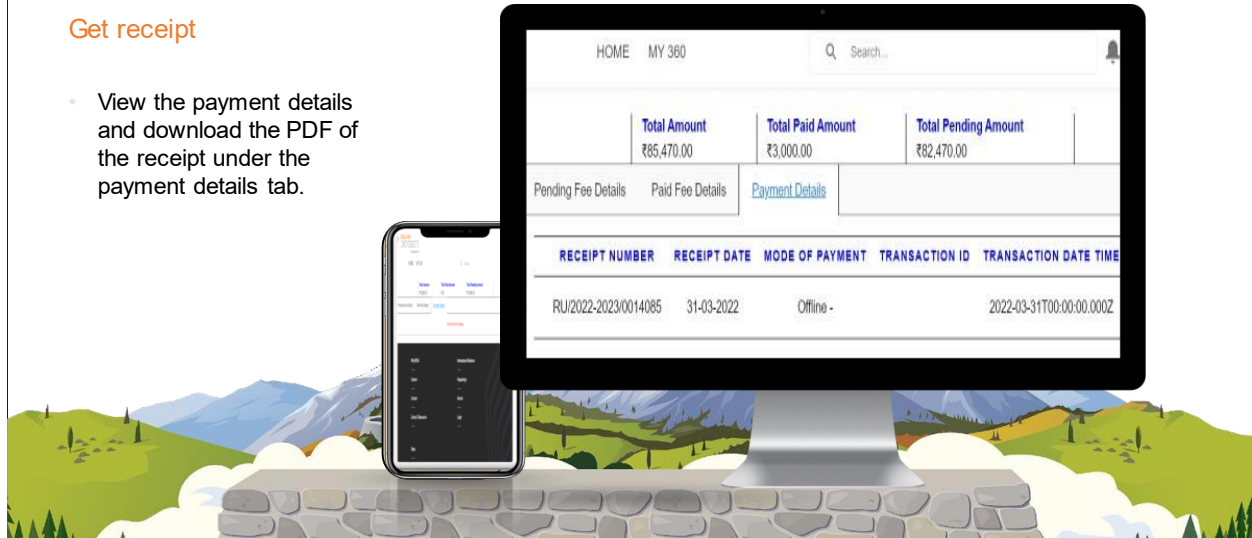 Get receipt
View the payment details
and download the PDF of
the receipt under the
payment details tab.
HOME MY 360 Search...
Total Amount Total Paid Amount Total Pending Amount
₹85,470.00 ₹3,000.00 ₹82,470.00
Pending Fee Details Paid Fee Details Payment Details
RECEIPT NUMBER RECEIPT DATE MODE OF PAYMENT TRANSACTION ID TRANSACTION DATE TIME
RU/2022-2023/0014085 31-03-2022 Offline - 2022-03-31T00:00:00.000Z